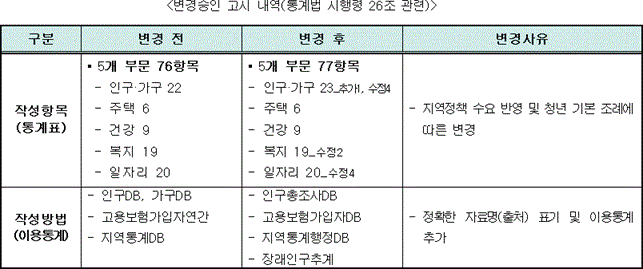 <변경승인 고시 내역(통계법 시행령 26조 관련)>
구분 변경 전 변경 후 변경사유
작성항목
(통계표)
▪ 5개 부문 76항목
- 인구·가구 22
- 주택 6
- 건강 9
- 복지 19
- 일자리 20
▪ 5개 부문 77항목
- 인구·가구 23_추가1, 수정4
- 주택 6
- 건강 9
- 복지 19_수정2
- 일자리 20_수정4
- 지역정책 수요 반영 및 청년 기본 조례에
따른 변경
작성방법
(이용통계)
- 인구DB, 가구DB
- 고용보험가입자연간
- 지역통계DB
- 인구총조사DB
- 고용보험가입자DB
- 지역통계행정DB
- 장래인구추계
- 정확한 자료명(출처) 표기 및 이용통계
추가